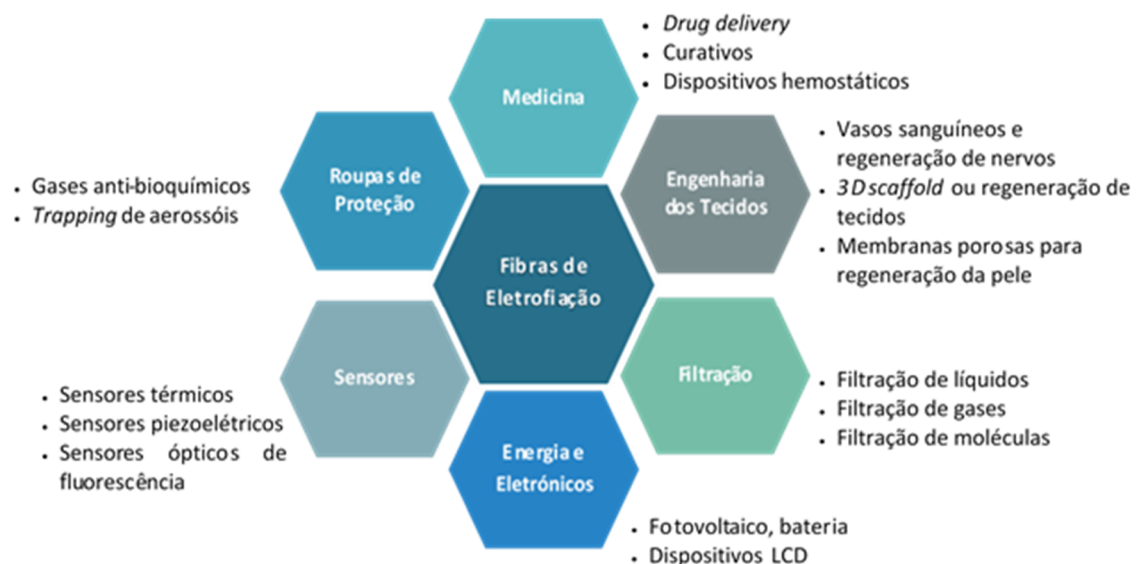 Medicina
• Drug delivery
• Curativos
• Dispositivos hemostáticos
Engenharia
dos Tecidos
• Vasos sanguíneos e
regeneração de nervos
• 3D scaffold ou regeneração de
tecidos
• Membranas porosas para
regeneração da pele
Roupas de
Proteção
• Gases anti-bioquímicos
• Trapping de aerossóis
Fibras de
Eletrofiação
Sensores
• Sensores térmicos
• Sensores piezoelétricos
• Sensores ópticos de
fluorescência
Filtração
• Filtração de líquidos
• Filtração de gases
• Filtração de moléculas
Energia e
Eletrónicos
• Fotovoltaico, bateria
• Dispositivos LCD